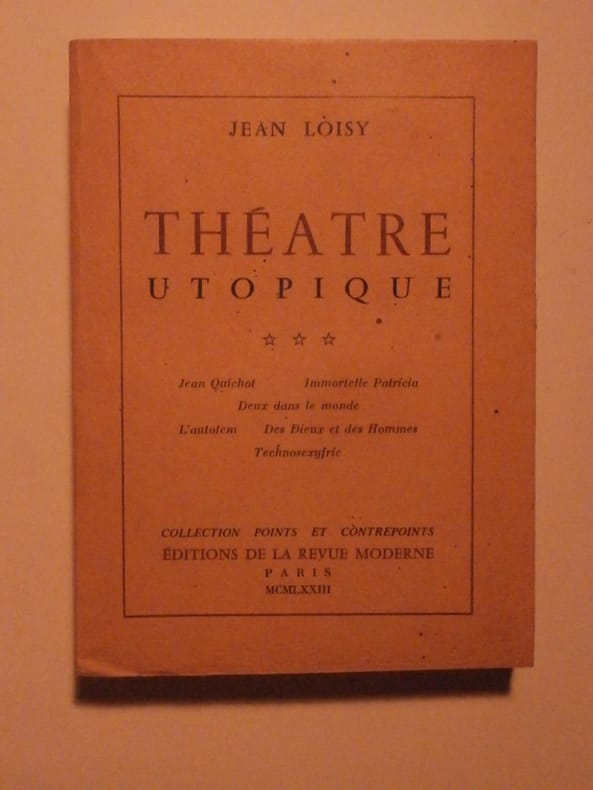 JEAN LOISY
THÉATRE
UTOPIQUE
☆ ☆ ☆
Jean Quichot Immortelle Patricia
Deux dans le monde
L'autotem Des Dieux et des Hommes
Technosexyfric
COLLECTION POINTS ET CONTREPOINTS
ÉDITIONS DE LA REVUE MODERNE
PARIS
MCMLXXIII